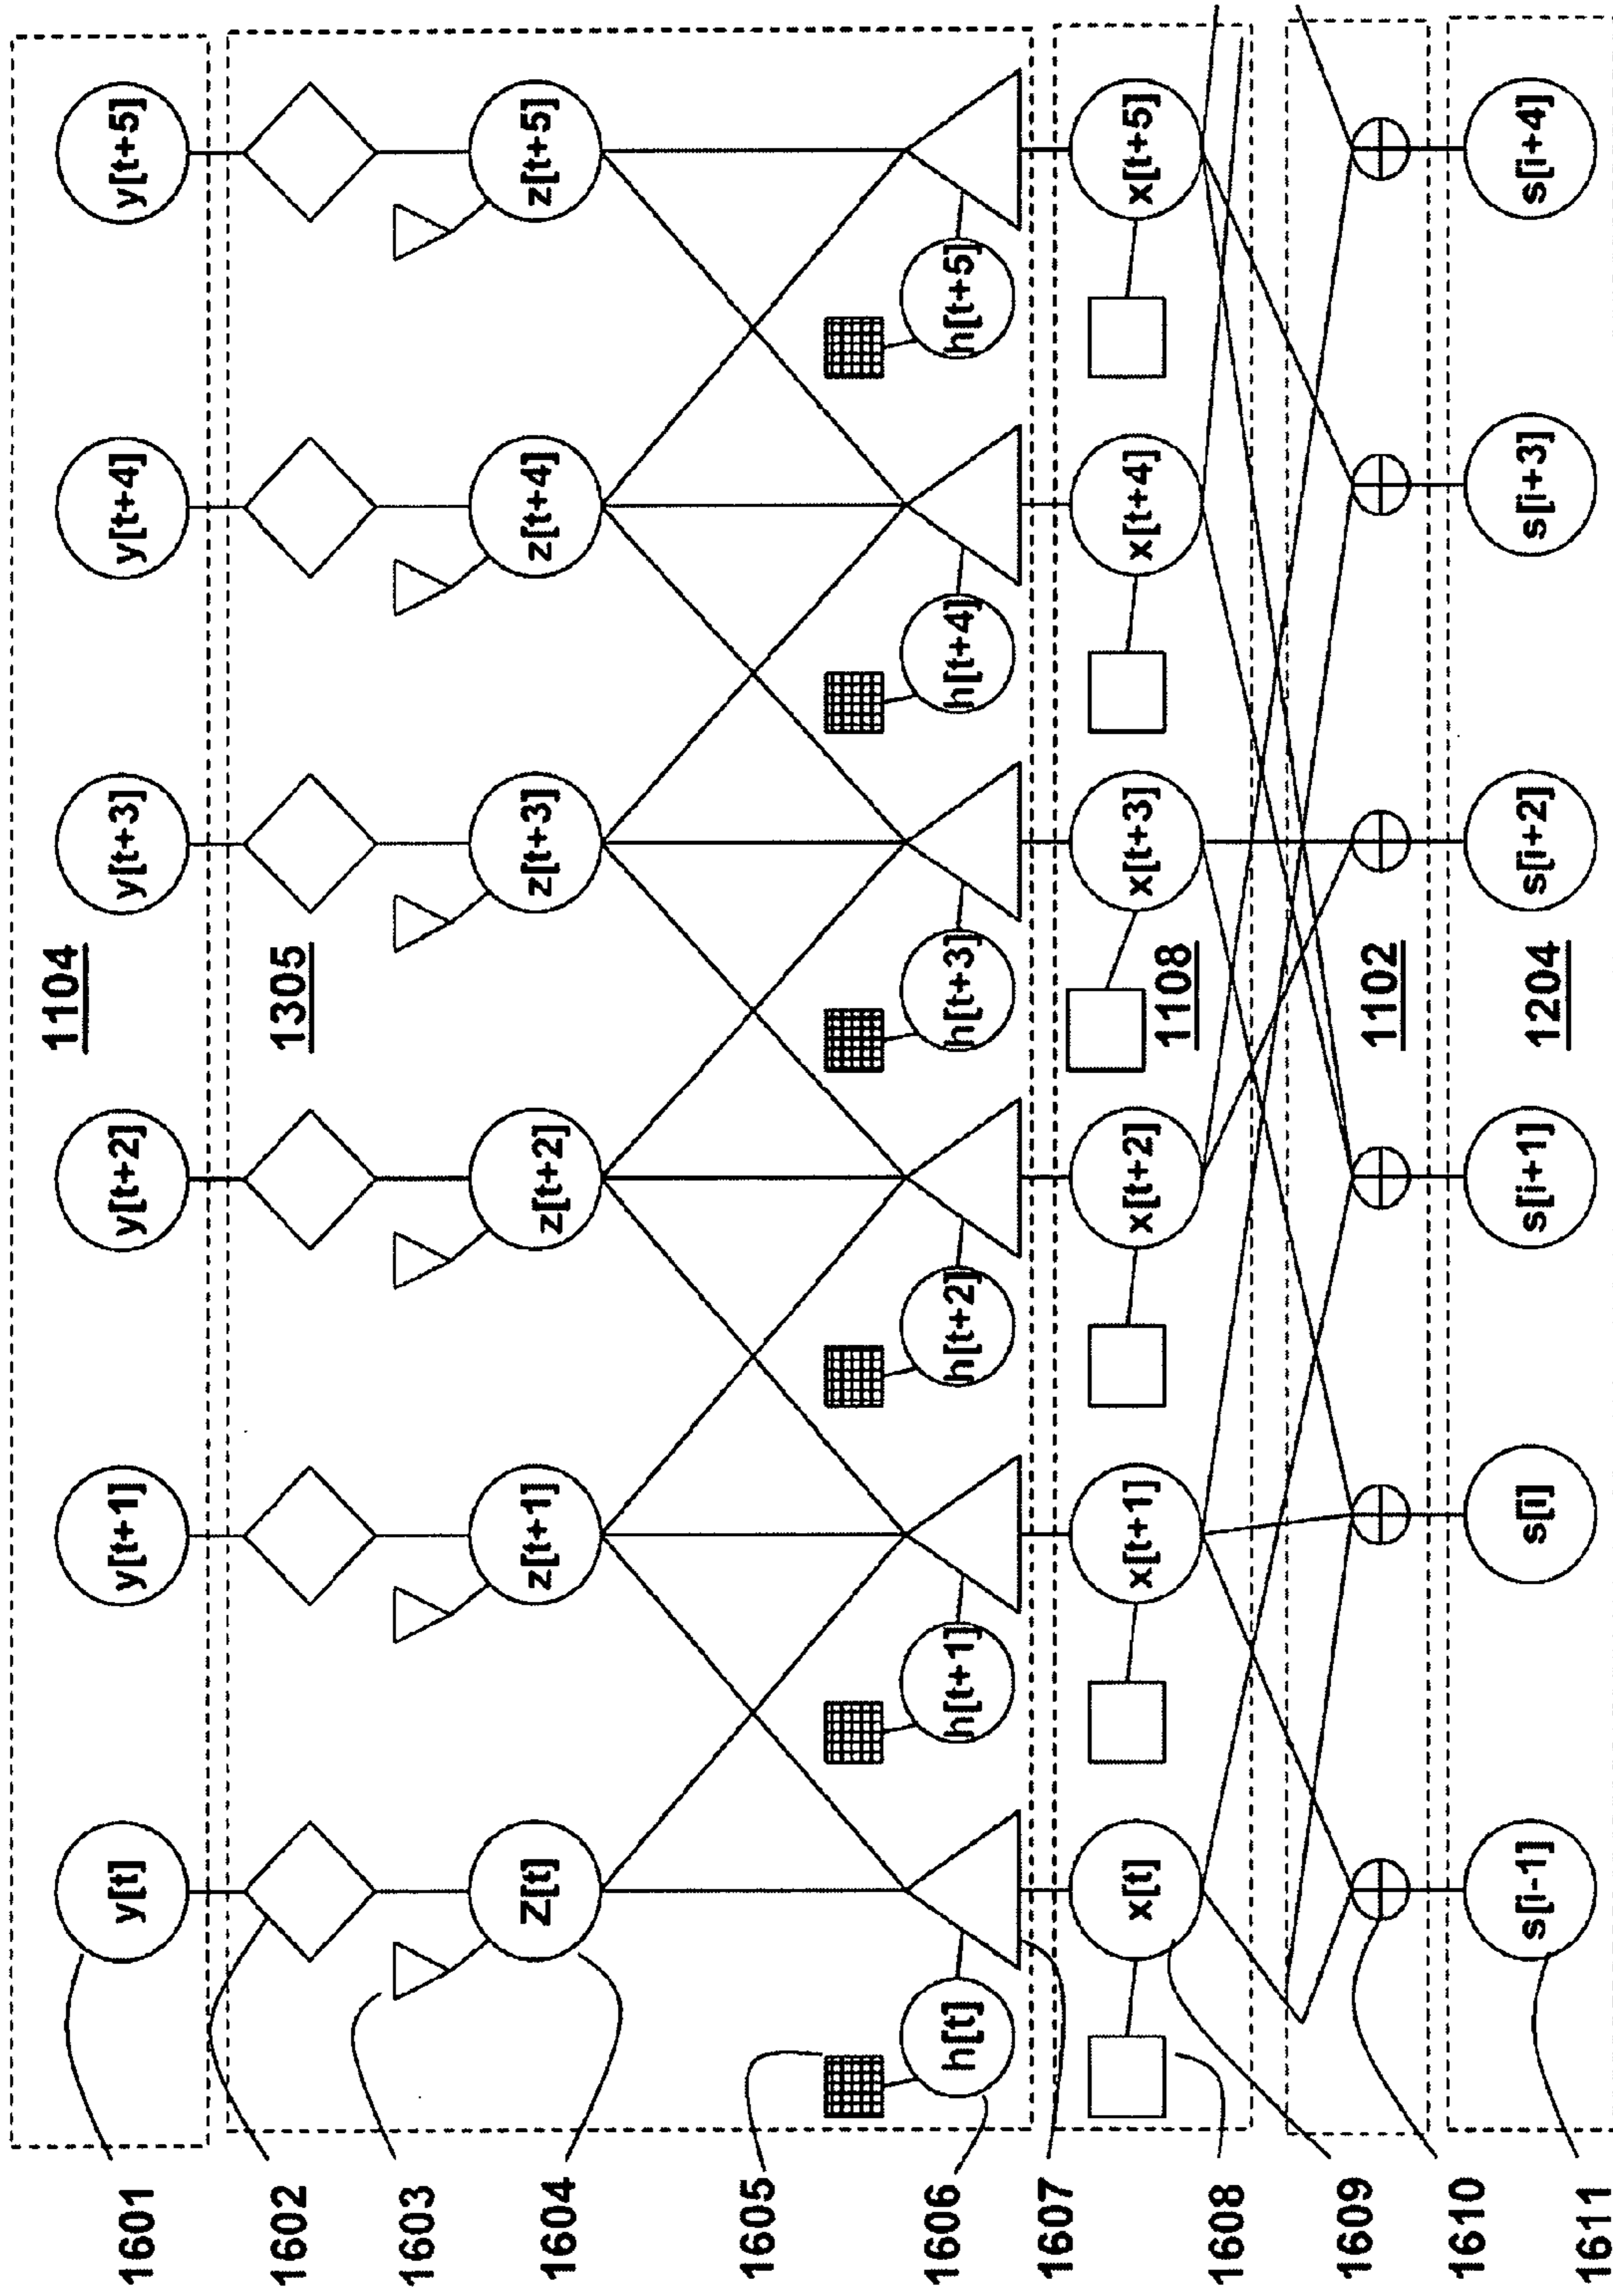 y[t]
y[t+1]
y[t+2]
1104
y[t+3]
y[t+4]
y[t+5]
1305
Z[t]
z[t+1]
z[t+2]
z[t+3]
z[t+4]
z[t+5]
h[t]
h[t+1]
h[t+2]
h[t+3]
h[t+4]
h[t+5]
x[t]
x[t+1]
x[t+2]
1108
x[t+3]
x[t+4]
x[t+5]
1102
s[i-1]
s[i]
s[i+1]
1204
s[i+2]
s[i+3]
s[i+4]
1601
1602
1603
1604
1605
1606
1607
1608
1609
1610
1611